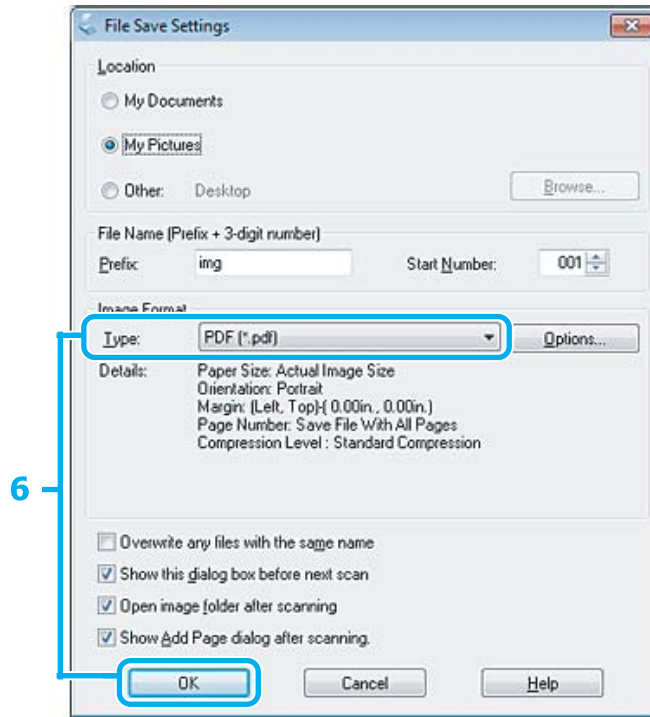 File Save Settings
Location
My Documents
My Pictures
Other: Desktop Browse...
File Name (Prefix + 3-digit number)
Prefix: img Start Number: 001
Image Format
Type: PDF (*.pdf) Options...
Details: Paper Size: Actual Image Size
Orientation: Portrait
Margin: (Left, Top)-( 0.00in., 0.00in.)
Page Number: Save File With All Pages
Compression Level : Standard Compression
6
Overwrite any files with the same name
Show this dialog box before next scan
Open image folder after scanning
Show Add Page dialog after scanning.
OK Cancel Help